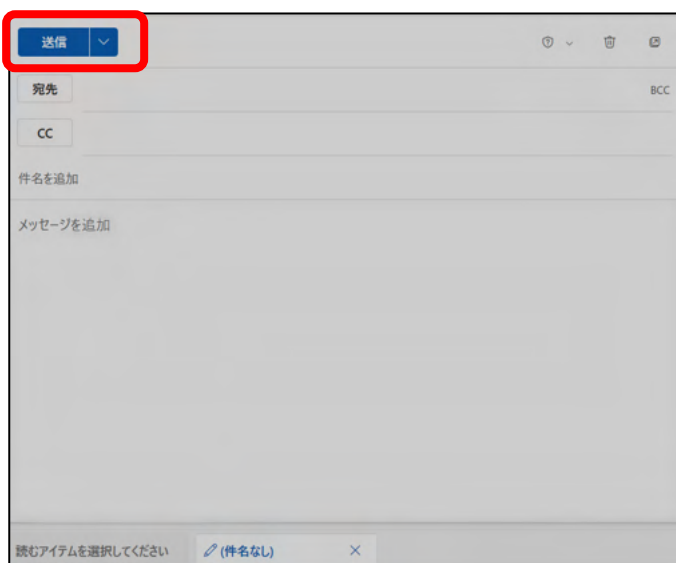 送信
宛先
BCC
CC
件名を追加
メッセージを追加
読むアイテムを選択してください
(件名なし)